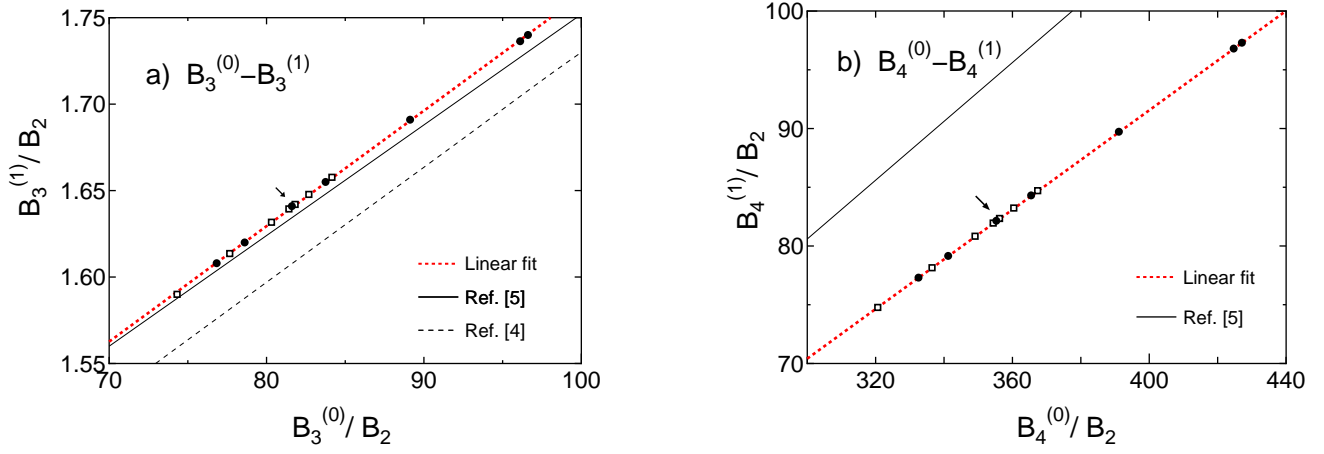 1.75
1.70
1.65
1.60
1.55
B₃⁽¹⁾/ B₂
a) B₃⁽⁰⁾–B₃⁽¹⁾
Linear fit
Ref. [5]
Ref. [4]
70 80 90 100
B₃⁽⁰⁾/ B₂
100
90
80
70
B₄⁽¹⁾/ B₂
b) B₄⁽⁰⁾–B₄⁽¹⁾
Linear fit
Ref. [5]
320 360 400 440
B₄⁽⁰⁾/ B₂